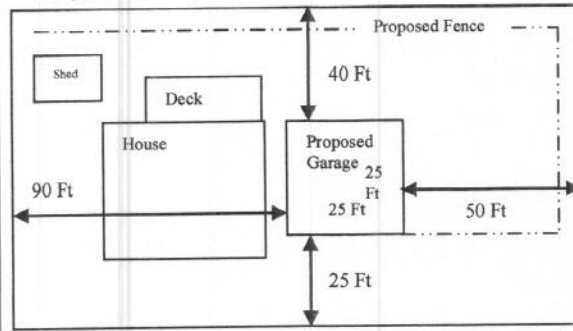 Proposed Fence
Shed
40 Ft
Deck
House
Proposed
Garage
25
Ft
25 Ft
90 Ft
50 Ft
25 Ft